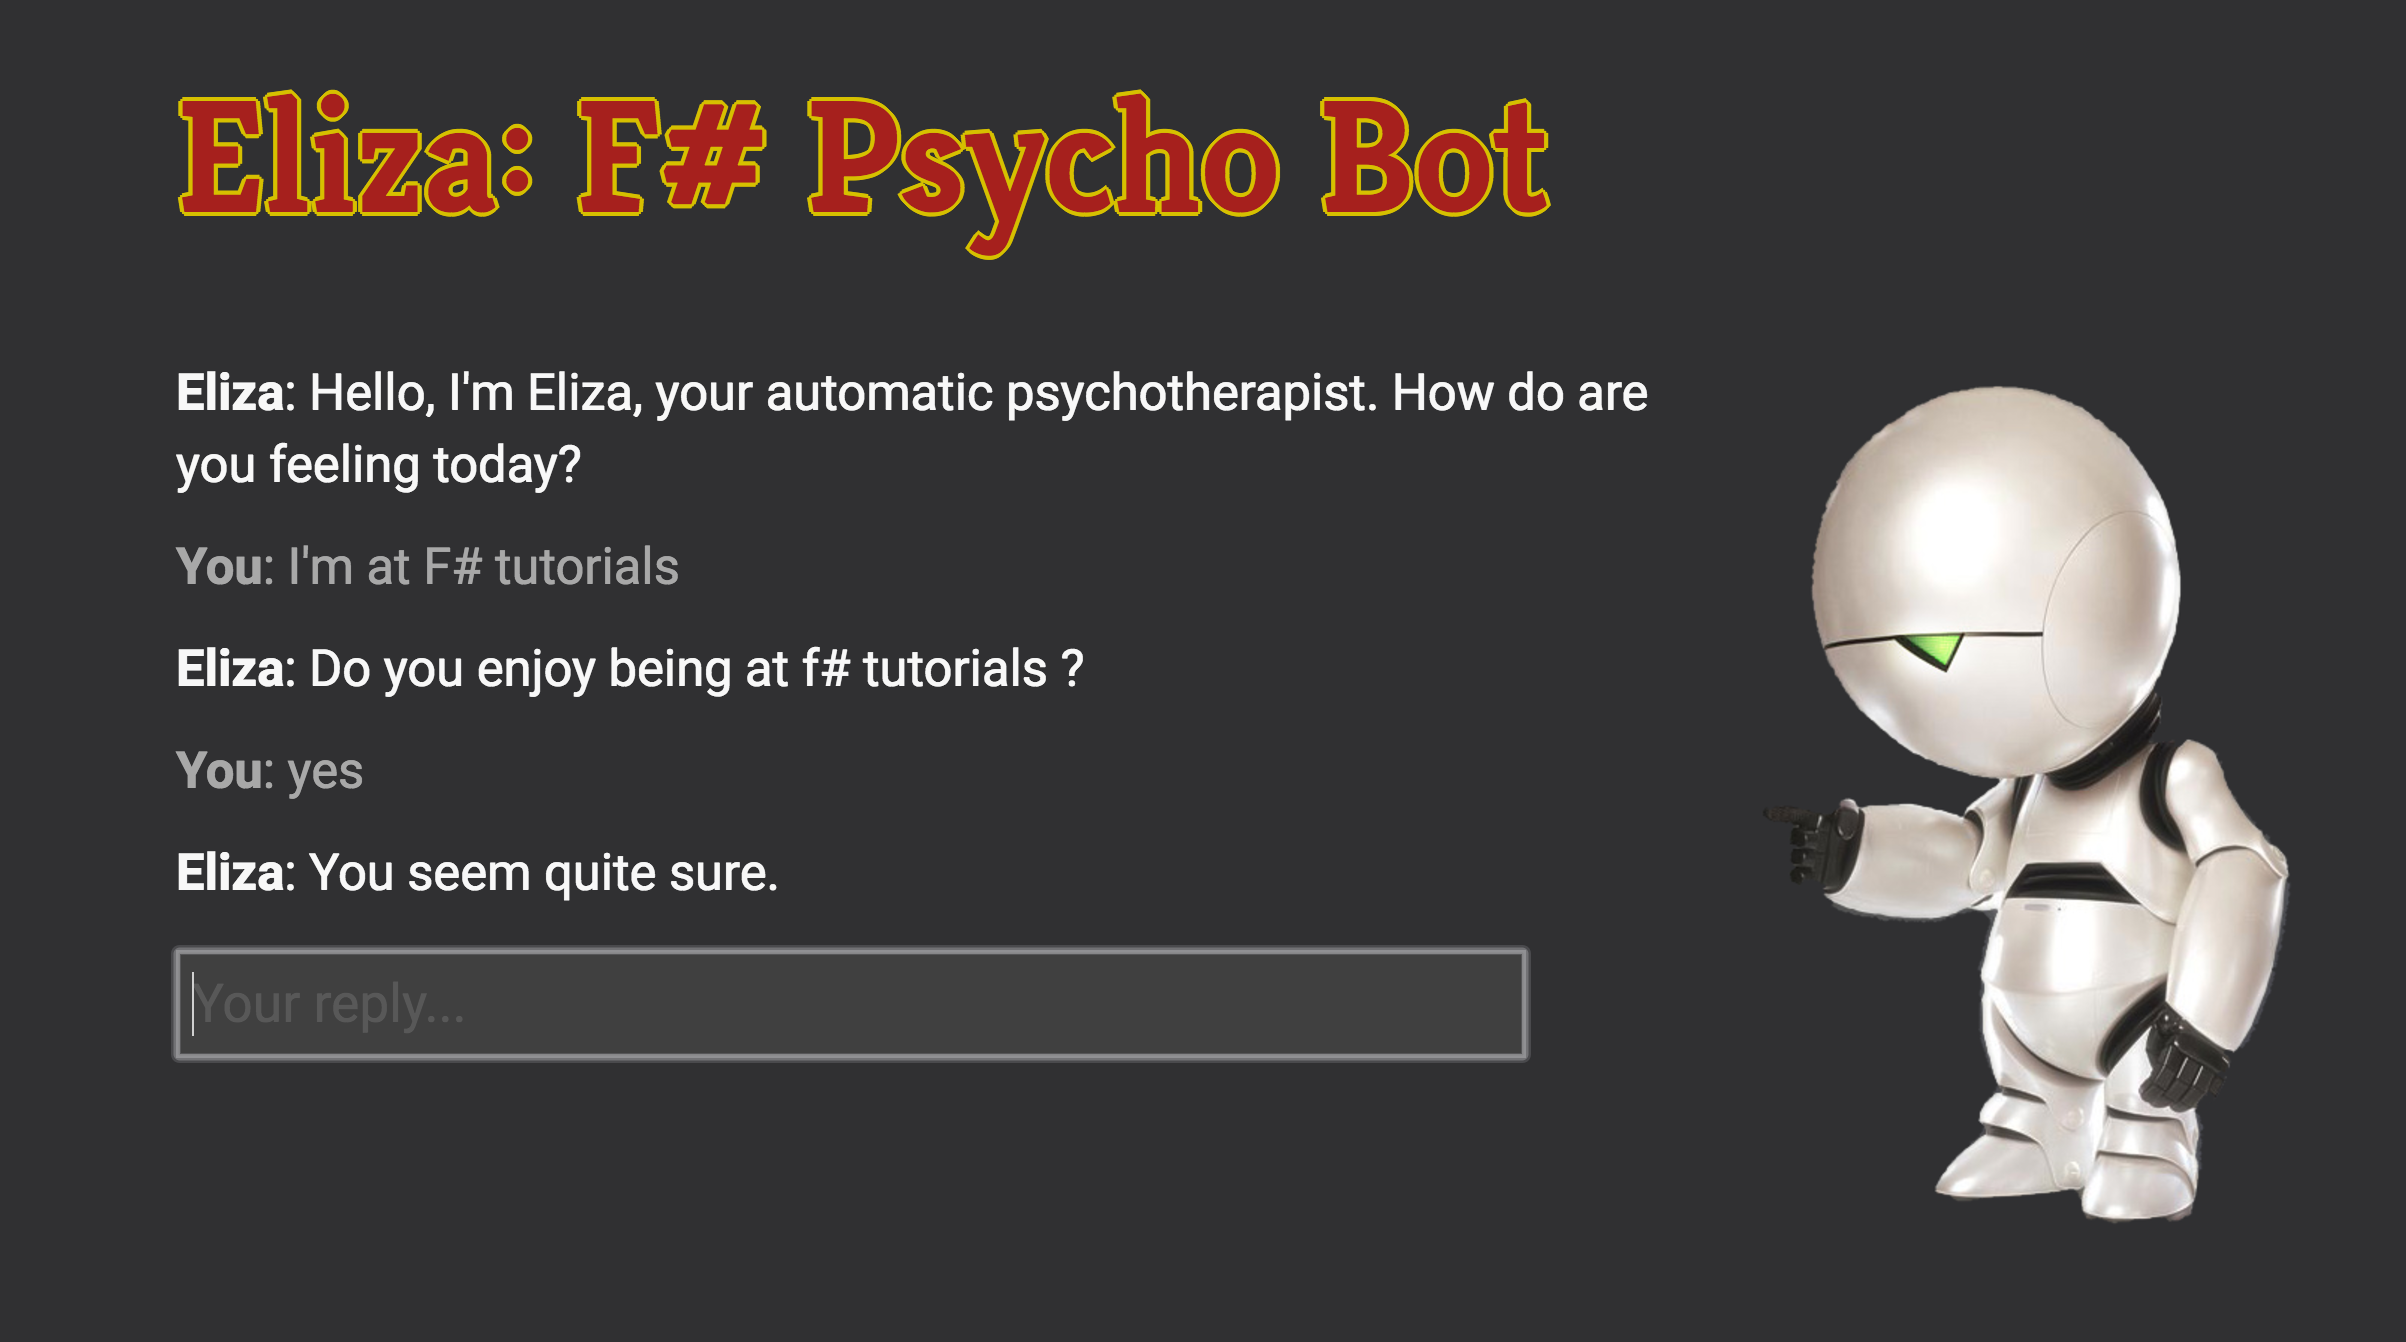 Eliza: F# Psycho Bot
Eliza: Hello, I'm Eliza, your automatic psychotherapist. How do are
you feeling today?
You: I'm at F# tutorials
Eliza: Do you enjoy being at f# tutorials ?
You: yes
Eliza: You seem quite sure.
Your reply...